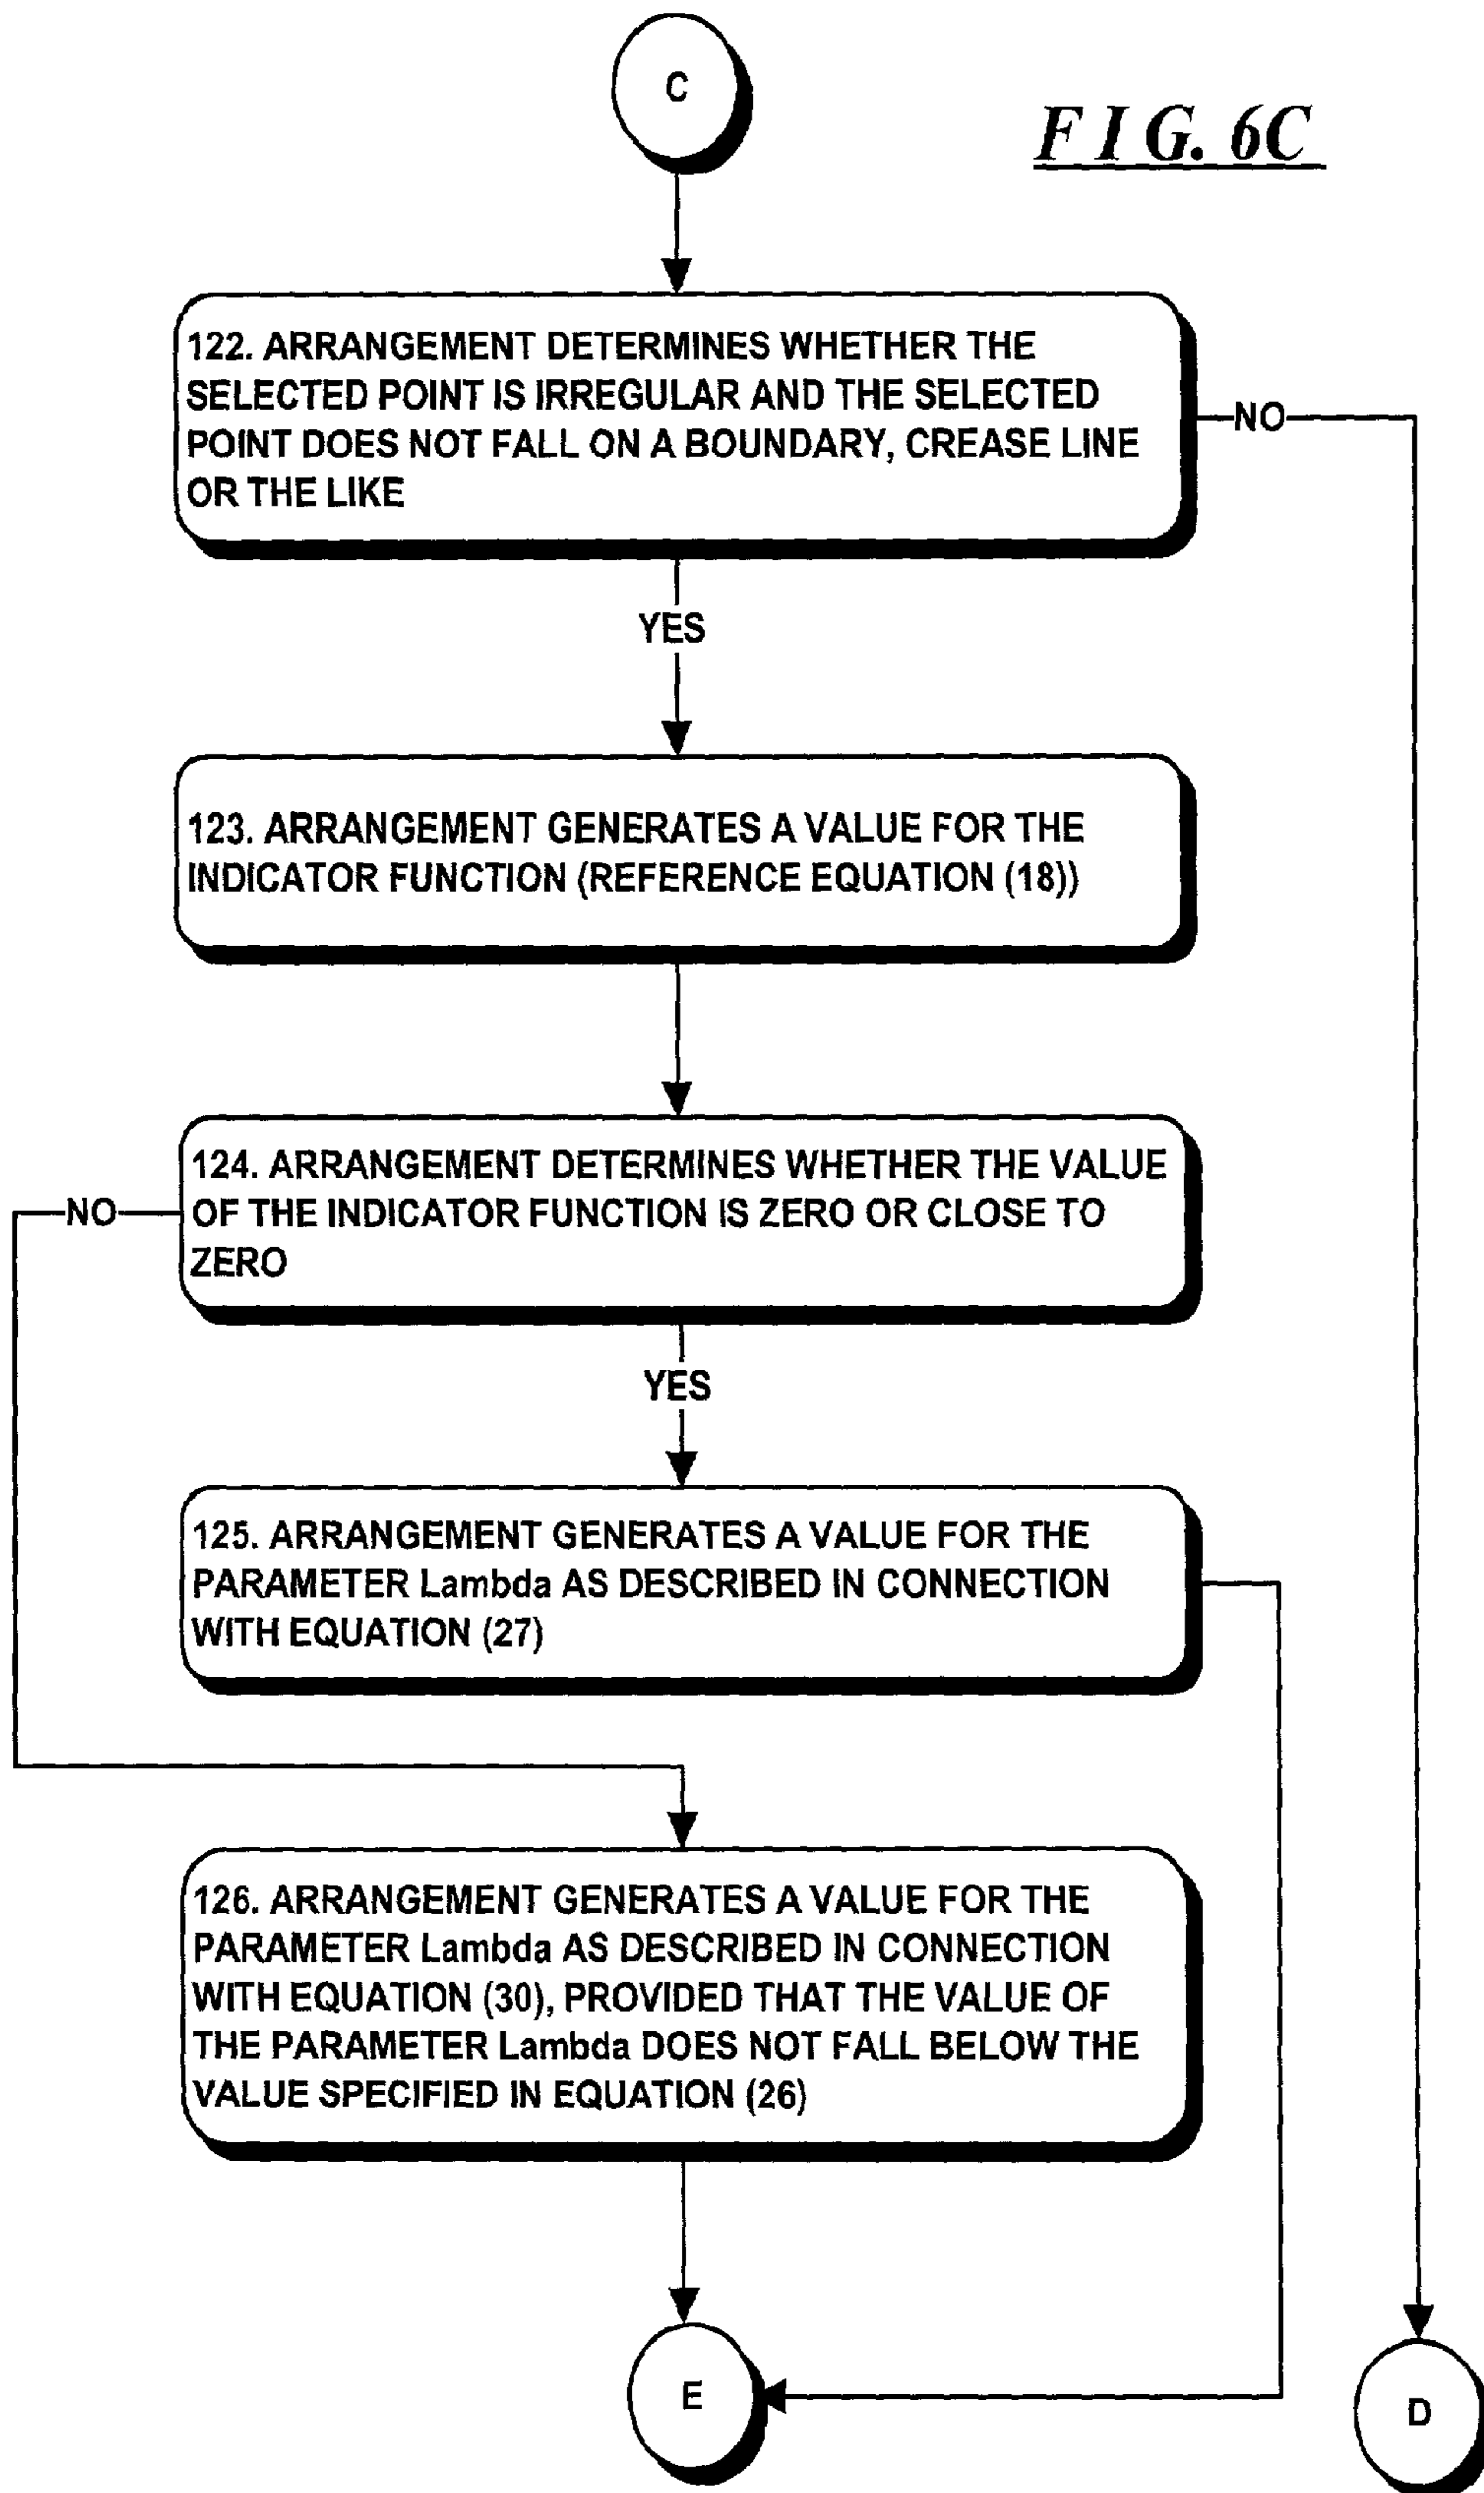 C
F I G. 6C
122. ARRANGEMENT DETERMINES WHETHER THE
SELECTED POINT IS IRREGULAR AND THE SELECTED
POINT DOES NOT FALL ON A BOUNDARY, CREASE LINE
OR THE LIKE
NO
YES
123. ARRANGEMENT GENERATES A VALUE FOR THE
INDICATOR FUNCTION (REFERENCE EQUATION (18))
124. ARRANGEMENT DETERMINES WHETHER THE VALUE
OF THE INDICATOR FUNCTION IS ZERO OR CLOSE TO
ZERO
NO
YES
125. ARRANGEMENT GENERATES A VALUE FOR THE
PARAMETER Lambda AS DESCRIBED IN CONNECTION
WITH EQUATION (27)
126. ARRANGEMENT GENERATES A VALUE FOR THE
PARAMETER Lambda AS DESCRIBED IN CONNECTION
WITH EQUATION (30), PROVIDED THAT THE VALUE OF
THE PARAMETER Lambda DOES NOT FALL BELOW THE
VALUE SPECIFIED IN EQUATION (26)
E
D